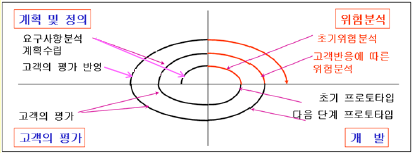 계획 및 정의
위험분석
요구사항분석
계획수립
고객의 평가 반영
초기위험분석
고객반응에 따른
위험분석
고객의 평가
초기 프로토타입
다음 단계 프로토타입
고객의 평가
개 발